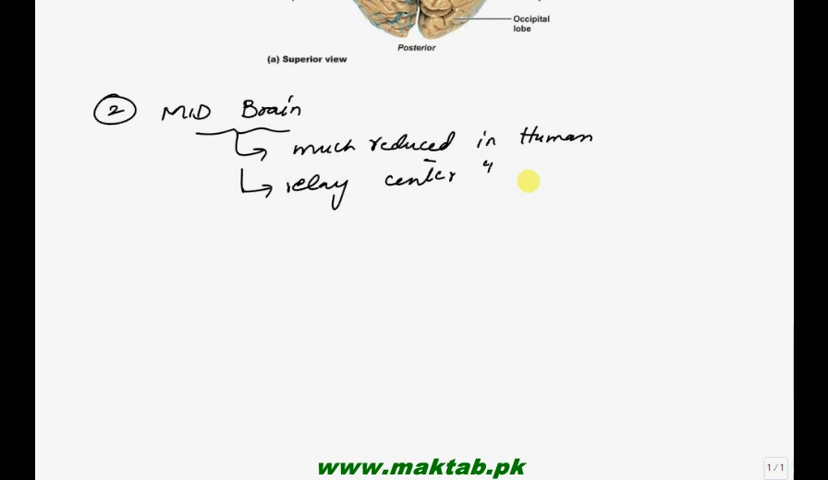 Occipital
lobe
Posterior
(a) Superior view
2 MID Brain
much reduced in Human
relay center "
www.maktab.pk
1 / 1